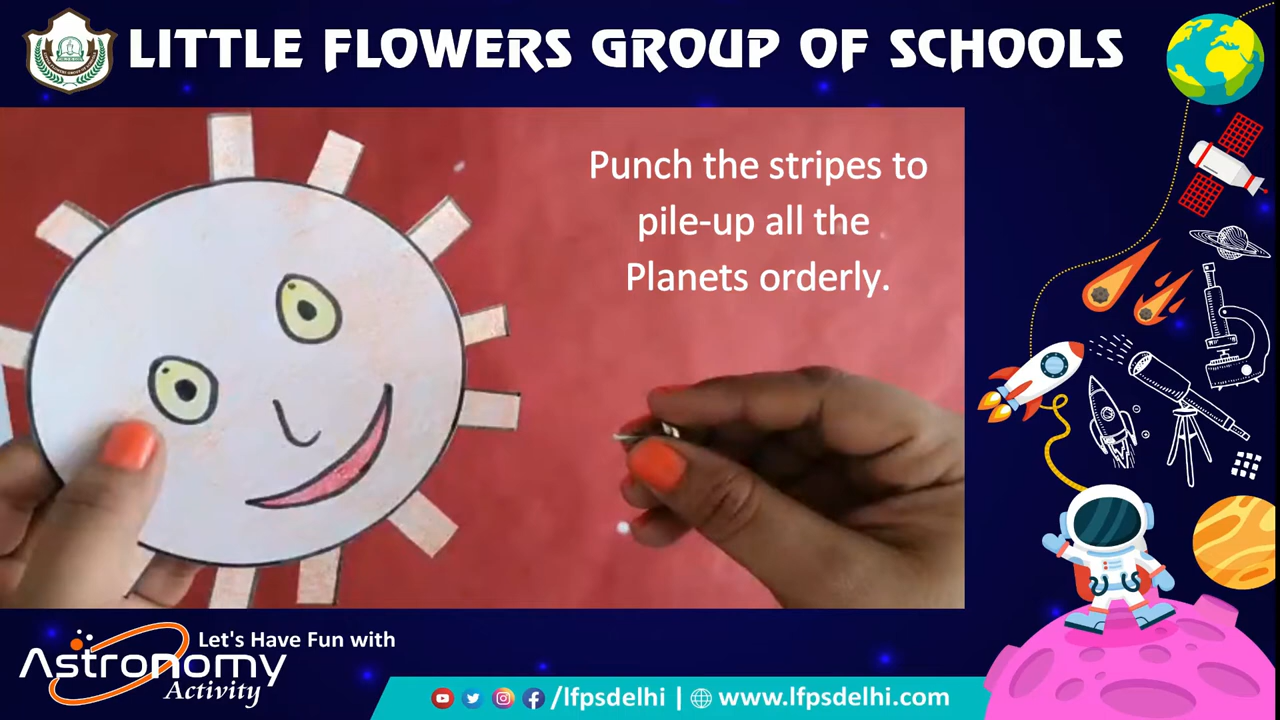 LITTLE FLOWERS GROUP OF SCHOOLS
Punch the stripes to
pile-up all the
Planets orderly.
Let's Have Fun with
Astronomy
Activity
/lfpsdelhi | www.lfpsdelhi.com